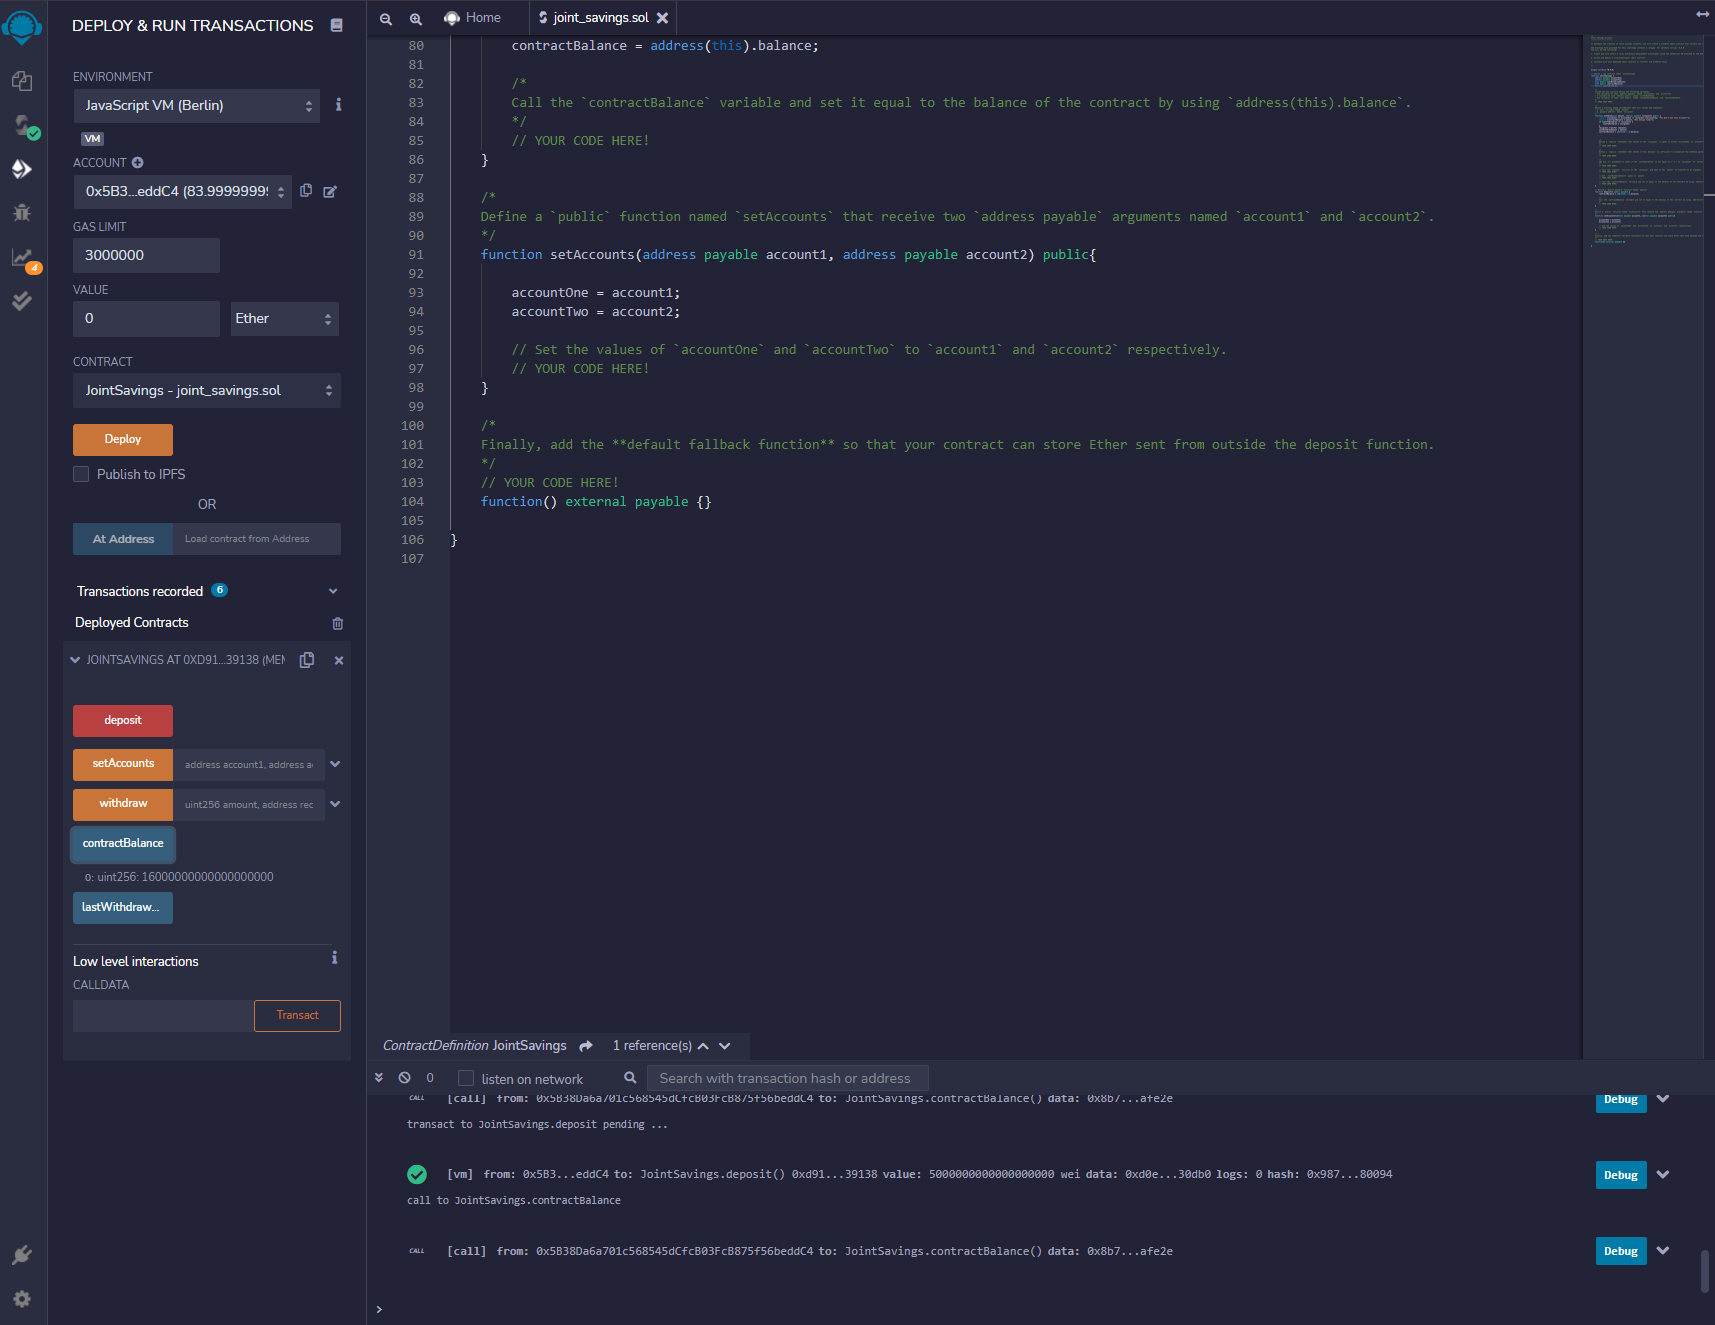 DEPLOY & RUN TRANSACTIONS
ENVIRONMENT
JavaScript VM (Berlin)
VM
ACCOUNT
0x5B3...eddC4 (83.9999999
GAS LIMIT
3000000
VALUE
0
Ether
CONTRACT
JointSavings - joint_savings.sol
Deploy
Publish to IPFS
OR
At Address
Load contract from Address
Transactions recorded 6
Deployed Contracts
JOINTSAVINGS AT 0XD91...39138 (MEM
deposit
setAccounts
address account1, address a
withdraw
uint256 amount, address rec
contractBalance
0: uint256: 16000000000000000000
lastWithdraw...
Low level interactions
CALLDATA
Transact
4
Home
joint_savings.sol
80 contractBalance = address(this).balance;
81
82 /*
83 Call the `contractBalance` variable and set it equal to the balance of the contract by using `address(this).balance`.
84 */
85 // YOUR CODE HERE!
86 }
87
88 /*
89 Define a `public` function named `setAccounts` that receive two `address payable` arguments named `account1` and `account2`.
90 */
91 function setAccounts(address payable account1, address payable account2) public{
92
93 accountOne = account1;
94 accountTwo = account2;
95
96 // Set the values of `accountOne` and `accountTwo` to `account1` and `account2` respectively.
97 // YOUR CODE HERE!
98 }
99
100 /*
101 Finally, add the **default fallback function** so that your contract can store Ether sent from outside the deposit function.
102 */
103 // YOUR CODE HERE!
104 function() external payable {}
105
106 }
107
ContractDefinition JointSavings 1 reference(s)
0 listen on network Search with transaction hash or address
CALL [call] from: 0x5B38Da6a701c568545dCfcB03FcB875f56beddC4 to: JointSavings.contractBalance() data: 0x8b7...afe2e Debug
transact to JointSavings.deposit pending ...
[vm] from: 0x5B3...eddC4 to: JointSavings.deposit() 0xd91...39138 value: 5000000000000000000 wei data: 0xd0e...30db0 logs: 0 hash: 0x987...80094 Debug
call to JointSavings.contractBalance
CALL [call] from: 0x5B38Da6a701c568545dCfcB03FcB875f56beddC4 to: JointSavings.contractBalance() data: 0x8b7...afe2e Debug
>